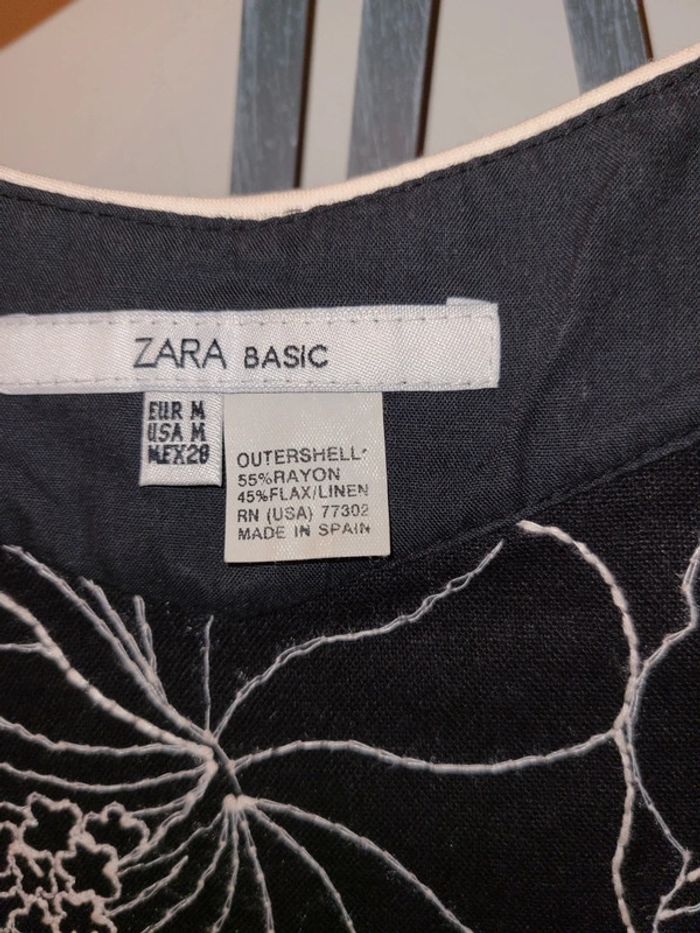 ZARA BASIC
EUR M
USA M
MEX28
OUTERSHELL:
55%RAYON
45%FLAX/LINEN
RN (USA) 77302
MADE IN SPAIN